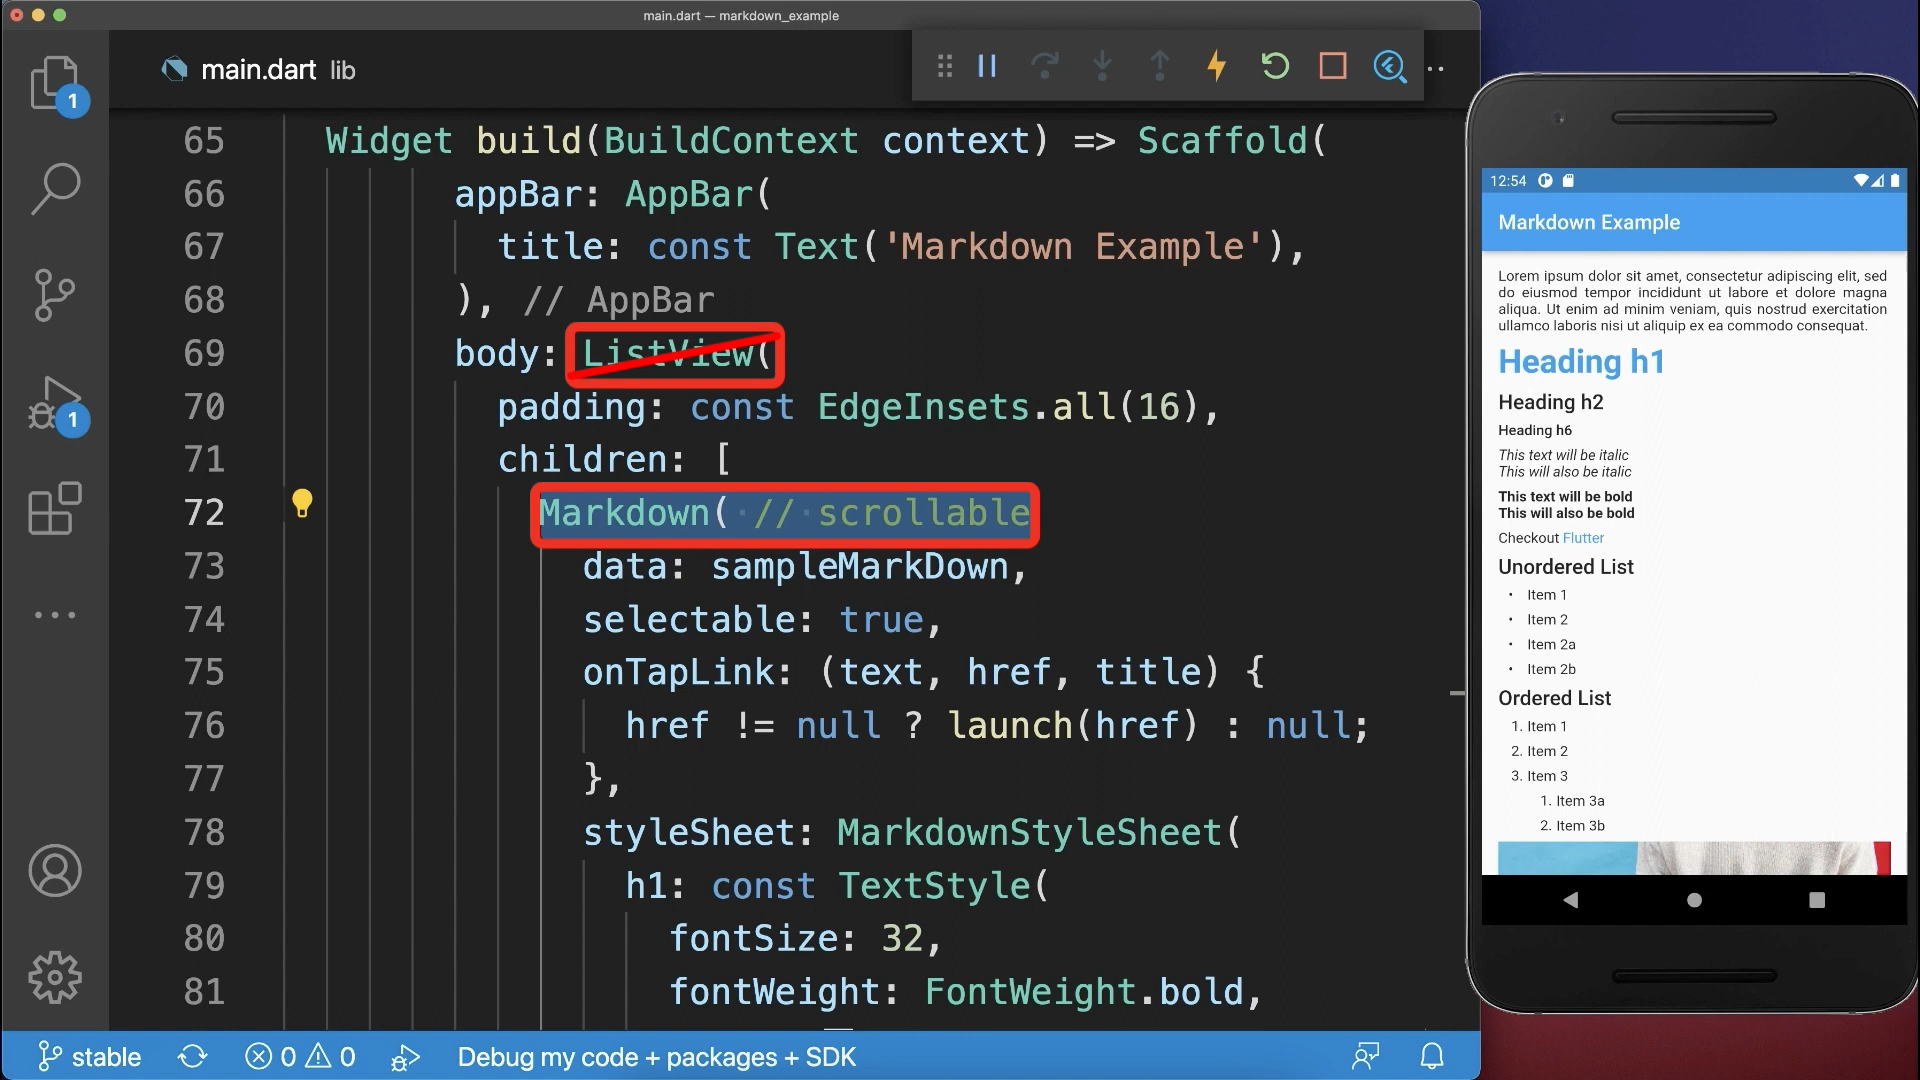 main.dart — markdown_example
main.dart lib
1
1
65 Widget build(BuildContext context) => Scaffold(
66 appBar: AppBar(
67 title: const Text('Markdown Example'),
68 ), // AppBar
69 body: ListView(
70 padding: const EdgeInsets.all(16),
71 children: [
72 Markdown( // scrollable
73 data: sampleMarkDown,
74 selectable: true,
75 onTapLink: (text, href, title) {
76 href != null ? launch(href) : null;
77 },
78 styleSheet: MarkdownStyleSheet(
79 h1: const TextStyle(
80 fontSize: 32,
81 fontWeight: FontWeight.bold,
stable 0 0 Debug my code + packages + SDK
12:54
Markdown Example
Lorem ipsum dolor sit amet, consectetur adipiscing elit, sed
do eiusmod tempor incididunt ut labore et dolore magna
aliqua. Ut enim ad minim veniam, quis nostrud exercitation
ullamco laboris nisi ut aliquip ex ea commodo consequat.
Heading h1
Heading h2
Heading h6
This text will be italic
This will also be italic
This text will be bold
This will also be bold
Checkout Flutter
Unordered List
• Item 1
• Item 2
• Item 2a
• Item 2b
Ordered List
1. Item 1
2. Item 2
3. Item 3
1. Item 3a
2. Item 3b